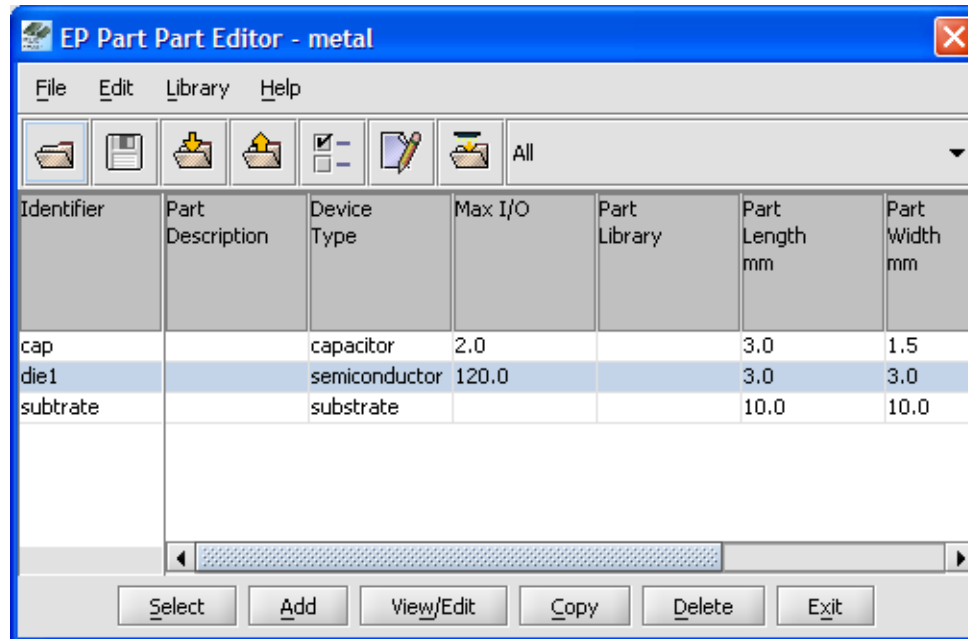 EP Part Part Editor - metal
File Edit Library Help
All
Identifier Part Description Device Type Max I/O Part Library Part Length mm Part Width mm
cap capacitor 2.0 3.0 1.5
die1 semiconductor 120.0 3.0 3.0
subtrate substrate 10.0 10.0
Select Add View/Edit Copy Delete Exit